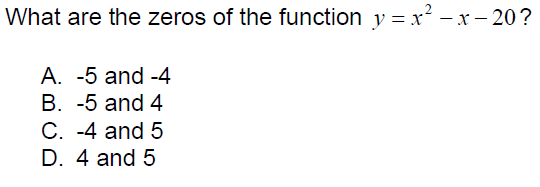 What are the zeros of the function y = x² – x – 20?
A. -5 and -4
B. -5 and 4
C. -4 and 5
D. 4 and 5